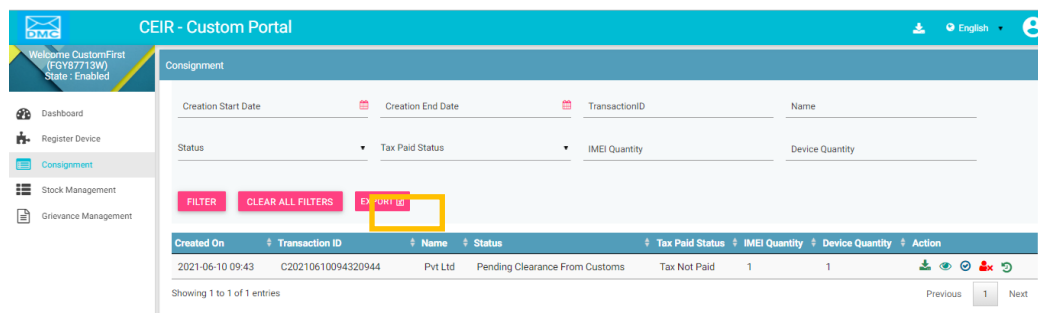 DMC
CEIR - Custom Portal
English
Welcome CustomFirst
(FGY87713W)
State : Enabled
Consignment
Dashboard
Register Device
Consignment
Stock Management
Grievance Management
Creation Start Date Creation End Date TransactionID Name
Status Tax Paid Status IMEI Quantity Device Quantity
FILTER CLEAR ALL FILTERS EXPORT
Created On Transaction ID Name Status Tax Paid Status IMEI Quantity Device Quantity Action
2021-06-10 09:43 C20210610094320944 Pvt Ltd Pending Clearance From Customs Tax Not Paid 1 1
Showing 1 to 1 of 1 entries Previous 1 Next